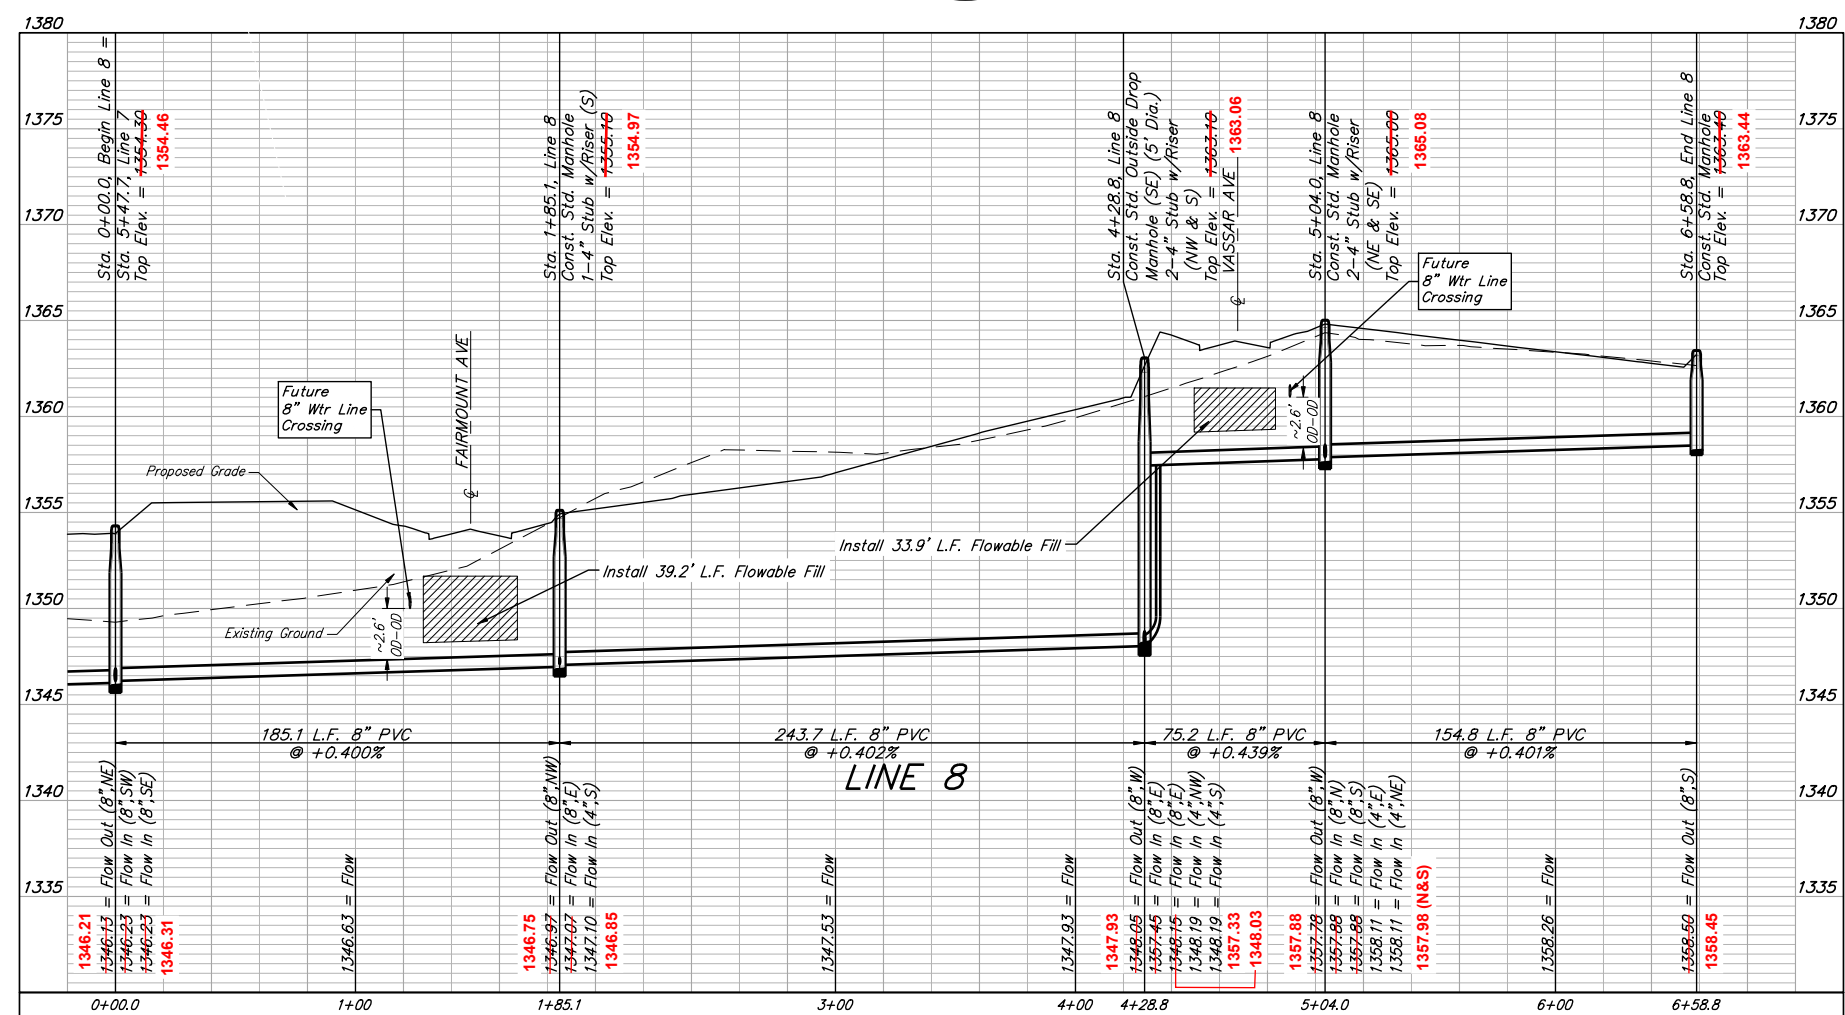 1380
1380
1375
1375
1370
1370
1365
1365
1360
1360
1355
1355
1350
1350
1345
1345
1340
1340
1335
1335
Sta. 0+00.0, Begin Line 8 =
Sta. 5+47.7, Line 7
Top Elev. = 1354.30
1354.46
Sta. 1+85.1, Line 8
Const. Std. Manhole
1-4" Stub w/Riser (S)
Top Elev. = 1355.10
1354.97
Sta. 4+28.8, Line 8
Const. Std. Outside Drop
Manhole (SE) (5' Dia.)
2-4" Stub w/Riser
(NW & S)
Top Elev. = 1363.10
1363.06
VASSAR AVE
℄
Sta. 5+04.0, Line 8
Const. Std. Manhole
2-4" Stub w/Riser
(NE & SE)
Top Elev. = 1365.00
1365.08
Sta. 6+58.8, End Line 8
Const. Std. Manhole
Top Elev. = 1363.40
1363.44
Future
8" Wtr Line
Crossing
Future
8" Wtr Line
Crossing
FAIRMOUNT AVE
℄
Proposed Grade
Existing Ground
~2.6'
OD-OD
~2.6'
OD-OD
Install 39.2' L.F. Flowable Fill
Install 33.9' L.F. Flowable Fill
185.1 L.F. 8" PVC
@ +0.400%
243.7 L.F. 8" PVC
@ +0.402%
75.2 L.F. 8" PVC
@ +0.439%
154.8 L.F. 8" PVC
@ +0.401%
LINE 8
1346.21
1346.13 = Flow Out (8",NE)
1346.23 = Flow In (8",SW)
1346.23 = Flow In (8",SE)
1346.31
1346.63 = Flow
1346.75
1346.97 = Flow Out (8",NW)
1347.07 = Flow In (8",E)
1347.10 = Flow In (4",S)
1346.85
1347.53 = Flow
1347.93 = Flow
1347.93
1348.05 = Flow Out (8",W)
1357.45 = Flow In (8",E)
1348.15 = Flow In (8",E)
1348.19 = Flow In (4",NW)
1348.19 = Flow In (4",S)
1357.33
1348.03
1357.88
1357.78 = Flow Out (8",W)
1357.88 = Flow In (8",N)
1357.88 = Flow In (8",S)
1358.11 = Flow In (4",E)
1358.11 = Flow In (4",NE)
1357.98 (N&S)
1358.26 = Flow
1358.50 = Flow Out (8",S)
1358.45
0+00.0
1+00
1+85.1
3+00
4+00
4+28.8
5+04.0
6+00
6+58.8